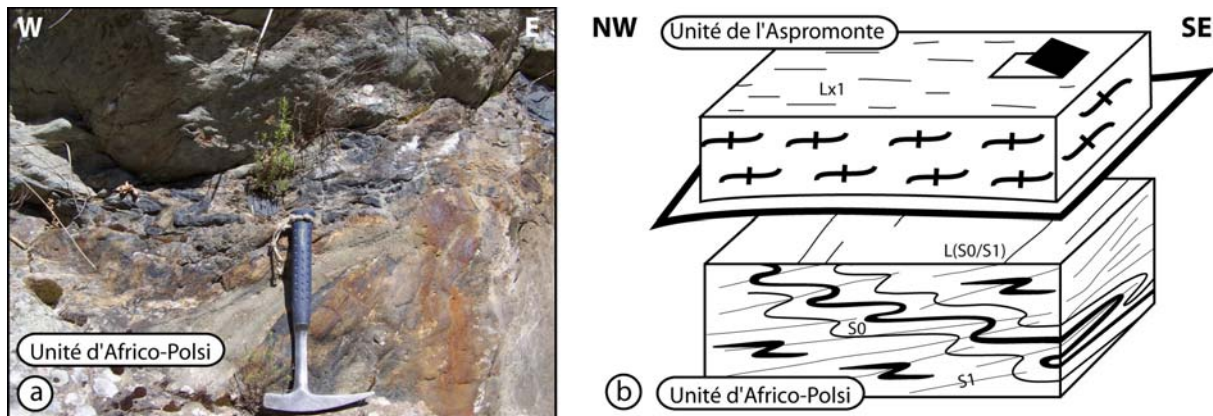 W E
Unité d'Africo-Polsi
a
NW Unité de l'Aspromonte SE
Lx1
L(S0/S1)
S0
S1
b Unité d'Africo-Polsi